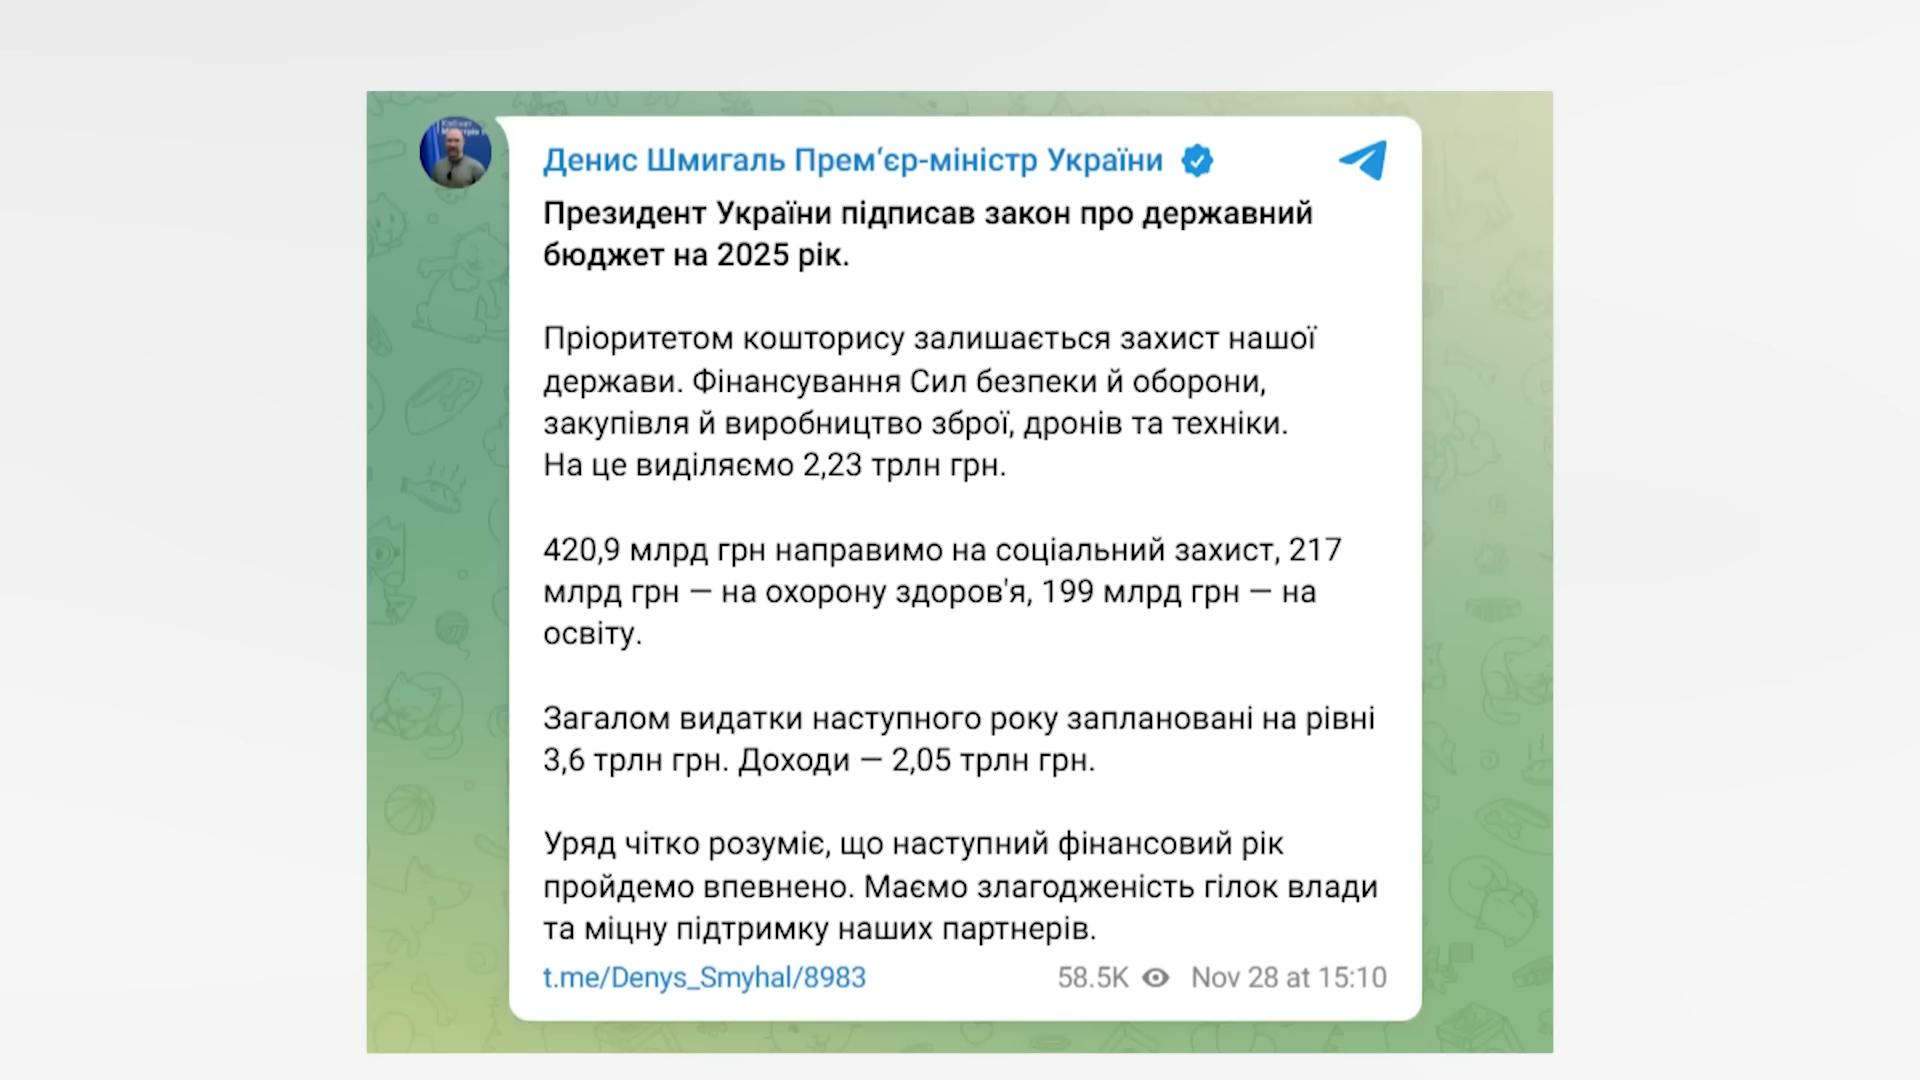 Денис Шмигаль Прем‘єр-міністр України
Президент України підписав закон про державний
бюджет на 2025 рік.
Пріоритетом кошторису залишається захист нашої
держави. Фінансування Сил безпеки й оборони,
закупівля й виробництво зброї, дронів та техніки.
На це виділяємо 2,23 трлн грн.
420,9 млрд грн направимо на соціальний захист, 217
млрд грн — на охорону здоров'я, 199 млрд грн — на
освіту.
Загалом видатки наступного року заплановані на рівні
3,6 трлн грн. Доходи — 2,05 трлн грн.
Уряд чітко розуміє, що наступний фінансовий рік
пройдемо впевнено. Маємо злагодженість гілок влади
та міцну підтримку наших партнерів.
t.me/Denys_Smyhal/8983 58.5K Nov 28 at 15:10